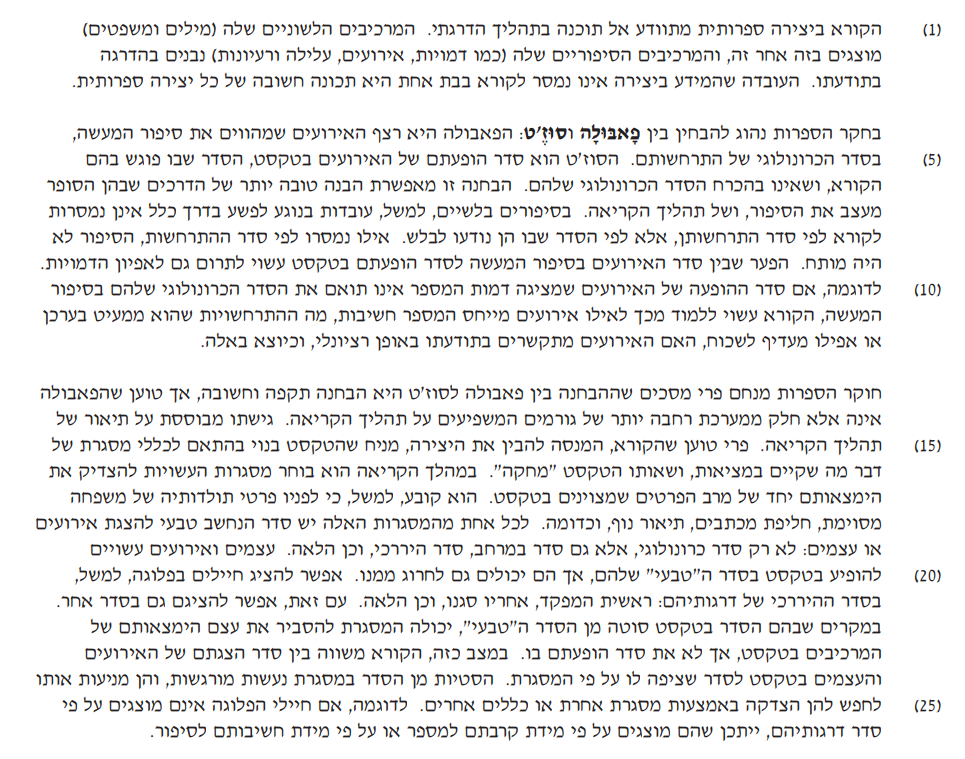 (1) הקורא ביצירה ספרותית מתוודע אל תוכנה בתהליך הדרגתי. המרכיבים הלשוניים שלה (מילים ומשפטים)
מוצגים בזה אחר זה, והמרכיבים הסיפוריים שלה (כמו דמויות, אירועים, עלילה ורעיונות) נבנים בהדרגה
בתודעתו. העובדה שהמידע ביצירה אינו נמסר לקורא בבת אחת היא תכונה חשובה של כל יצירה ספרותית.
בחקר הספרות נהוג להבחין בין פָאבּוּלָה וסוּזֶ'ט: הפאבולה היא רצף האירועים שמהווים את סיפור המעשה,
(5) בסדר הכרונולוגי של התרחשותם. הסוז'ט הוא סדר הופעתם של האירועים בטקסט, הסדר שבו פוגש בהם
הקורא, ושאינו בהכרח הסדר הכרונולוגי שלהם. הבחנה זו מאפשרת הבנה טובה יותר של הדרכים שבהן הסופר
מעצב את הסיפור, ושל תהליך הקריאה. בסיפורים בלשיים, למשל, עובדות בנוגע לפשע בדרך כלל אינן נמסרות
לקורא לפי סדר התרחשותן, אלא לפי הסדר שבו הן נודעו לבלש. אילו נמסרו לפי סדר ההתרחשות, הסיפור לא
היה מותח. הפער שבין סדר האירועים בסיפור המעשה לסדר הופעתם בטקסט עשוי לתרום גם לאפיון הדמויות.
(10) לדוגמה, אם סדר ההופעה של האירועים שמציגה דמות המספר אינו תואם את הסדר הכרונולוגי שלהם בסיפור
המעשה, הקורא עשוי ללמוד מכך לאילו אירועים מייחס המספר חשיבות, מה ההתרחשויות שהוא ממעיט בערכן
או אפילו מעדיף לשכוח, האם האירועים מתקשרים בתודעתו באופן רציונלי, וכיוצא באלה.
חוקר הספרות מנחם פרי מסכים שההבחנה בין פאבולה לסוז'ט היא הבחנה תקפה וחשובה, אך טוען שהפאבולה
אינה אלא חלק ממערכת רחבה יותר של גורמים המשפיעים על תהליך הקריאה. גישתו מבוססת על תיאור של
(15) תהליך הקריאה. פרי טוען שהקורא, המנסה להבין את היצירה, מניח שהטקסט בנוי בהתאם לכללי מסגרת של
דבר מה שקיים במציאות, ושאותו הטקסט "מחקה". במהלך הקריאה הוא בוחר מסגרות העשויות להצדיק את
הימצאותם יחד של מרב הפרטים שמצוינים בטקסט. הוא קובע, למשל, כי לפניו פרטי תולדותיה של משפחה
מסוימת, חליפת מכתבים, תיאור נוף, וכדומה. לכל אחת מהמסגרות האלה יש סדר הנחשב טבעי להצגת אירועים
או עצמים: לא רק סדר כרונולוגי, אלא גם סדר במרחב, סדר היררכי, וכן הלאה. עצמים ואירועים עשויים
(20) להופיע בטקסט בסדר ה"טבעי" שלהם, אך הם יכולים גם לחרוג ממנו. אפשר להציג חיילים בפלוגה, למשל,
בסדר ההיררכי של דרגותיהם: ראשית המפקד, אחריו סגנו, וכן הלאה. עם זאת, אפשר להציגם גם בסדר אחר.
במקרים שבהם הסדר בטקסט סוטה מן הסדר ה"טבעי", יכולה המסגרת להסביר את עצם הימצאותם של
המרכיבים בטקסט, אך לא את סדר הופעתם בו. במצב כזה, הקורא משווה בין סדר הצגתם של האירועים
והעצמים בטקסט לסדר שציפה לו על פי המסגרת. הסטיות מן הסדר במסגרת נעשות מורגשות, והן מניעות אותו
(25) לחפש להן הצדקה באמצעות מסגרת אחרת או כללים אחרים. לדוגמה, אם חיילי הפלוגה אינם מוצגים על פי
סדר דרגותיהם, ייתכן שהם מוצגים על פי מידת קרבתם למספר או על פי מידת חשיבותם לסיפור.